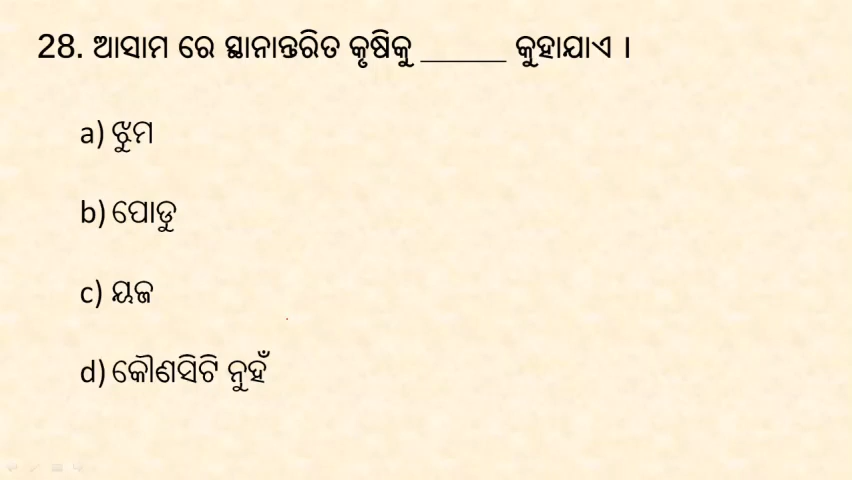 28. ଆସାମ ରେ ସ୍ଥାନାନ୍ତରିତ କୃଷିକୁ ______ କୁହାଯାଏ ।
a) ଝୁମ
b) ପୋଡୁ
c) ୟଜ
d) କୌଣସିଟି ନୁହଁ